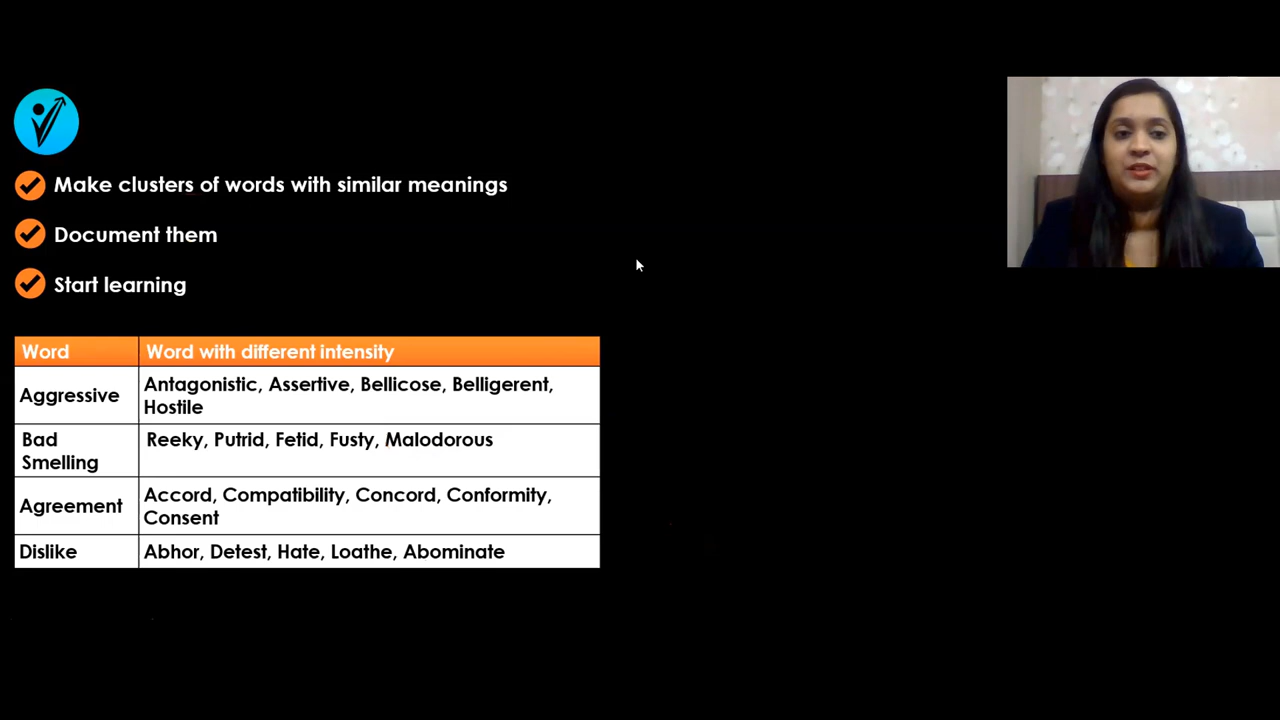 Make clusters of words with similar meanings
Document them
Start learning
Word
Word with different intensity
Aggressive
Antagonistic, Assertive, Bellicose, Belligerent,
Hostile
Bad
Smelling
Reeky, Putrid, Fetid, Fusty, Malodorous
Agreement
Accord, Compatibility, Concord, Conformity,
Consent
Dislike
Abhor, Detest, Hate, Loathe, Abominate